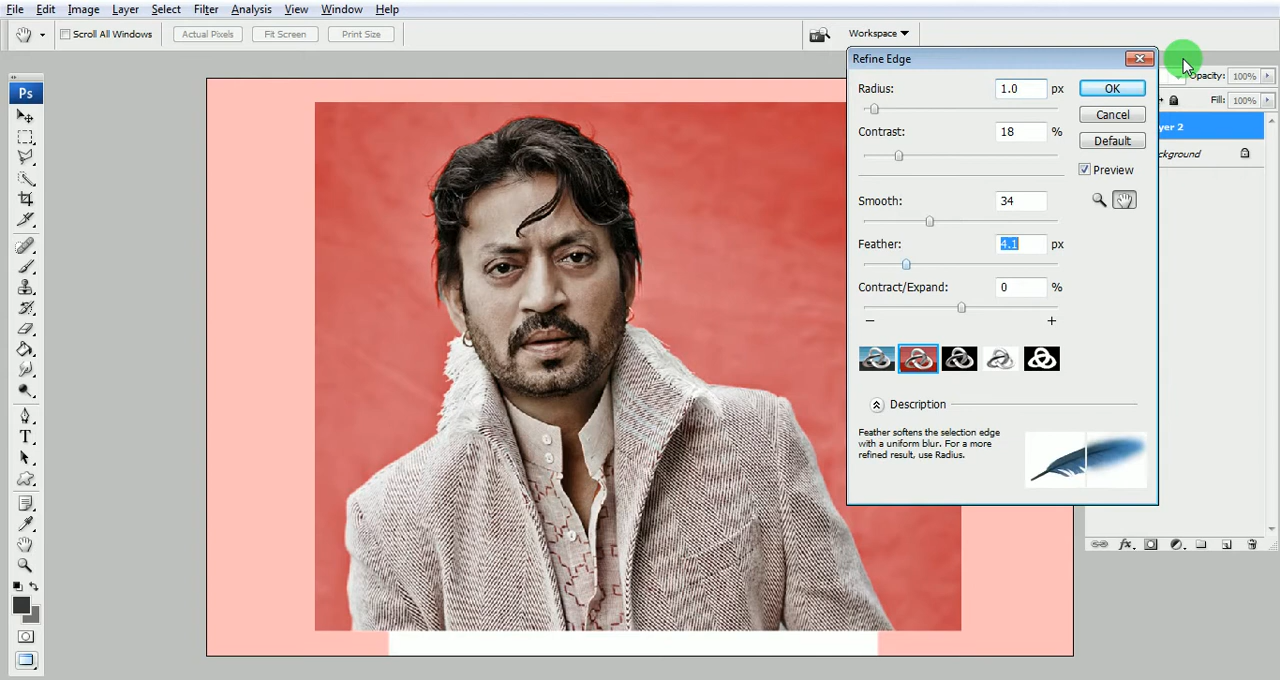 File Edit Image Layer Select Filter Analysis View Window Help
Scroll All Windows Actual Pixels Fit Screen Print Size Workspace
Refine Edge
Opacity: 100%
Radius: 1.0 px OK
Fill: 100%
Ps
Cancel
Contrast: 18 % yer 2
Default
ckground
Preview
Smooth: 34
Feather: 4.1 px
Contract/Expand: 0 %
− +
Description
Feather softens the selection edge
with a uniform blur. For a more
refined result, use Radius.
T
fx